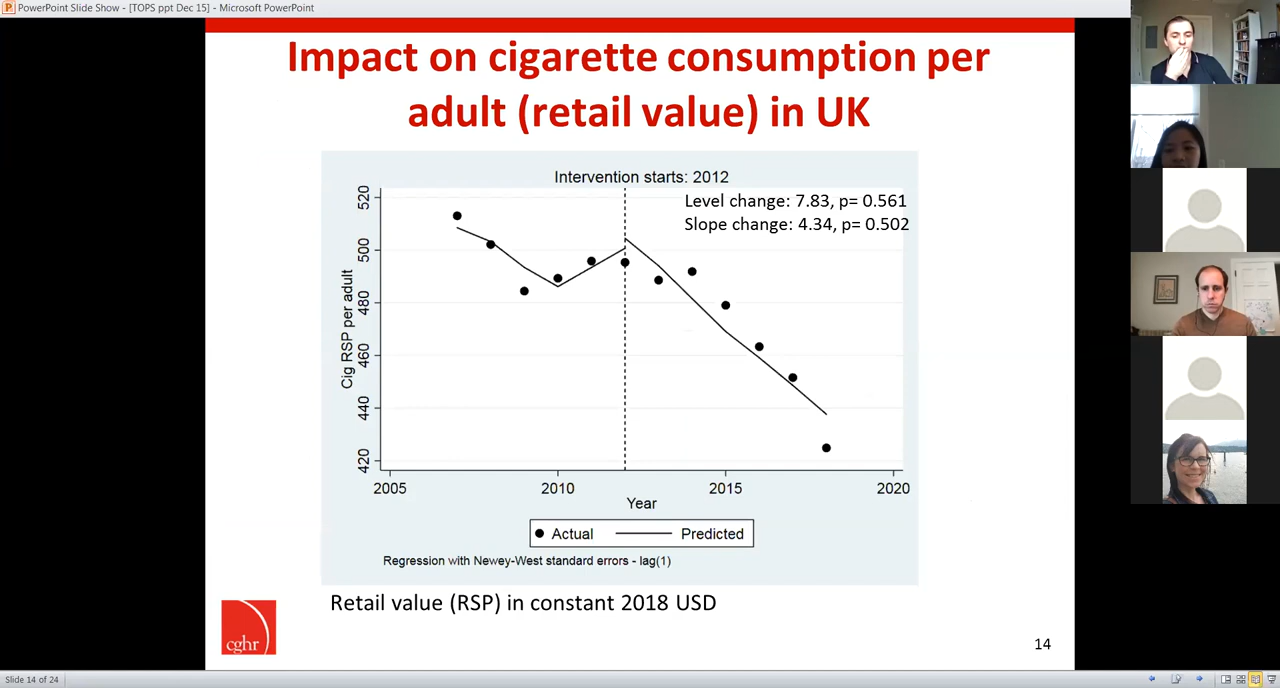 PowerPoint Slide Show - [TOPS ppt Dec 15] - Microsoft PowerPoint
Impact on cigarette consumption per
adult (retail value) in UK
Intervention starts: 2012
Level change: 7.83, p= 0.561
Slope change: 4.34, p= 0.502
Cig RSP per adult
520
500
480
460
440
420
2005
2010
2015
2020
Year
Actual
Predicted
Regression with Newey-West standard errors - lag(1)
Retail value (RSP) in constant 2018 USD
cghr
14
Slide 14 of 24